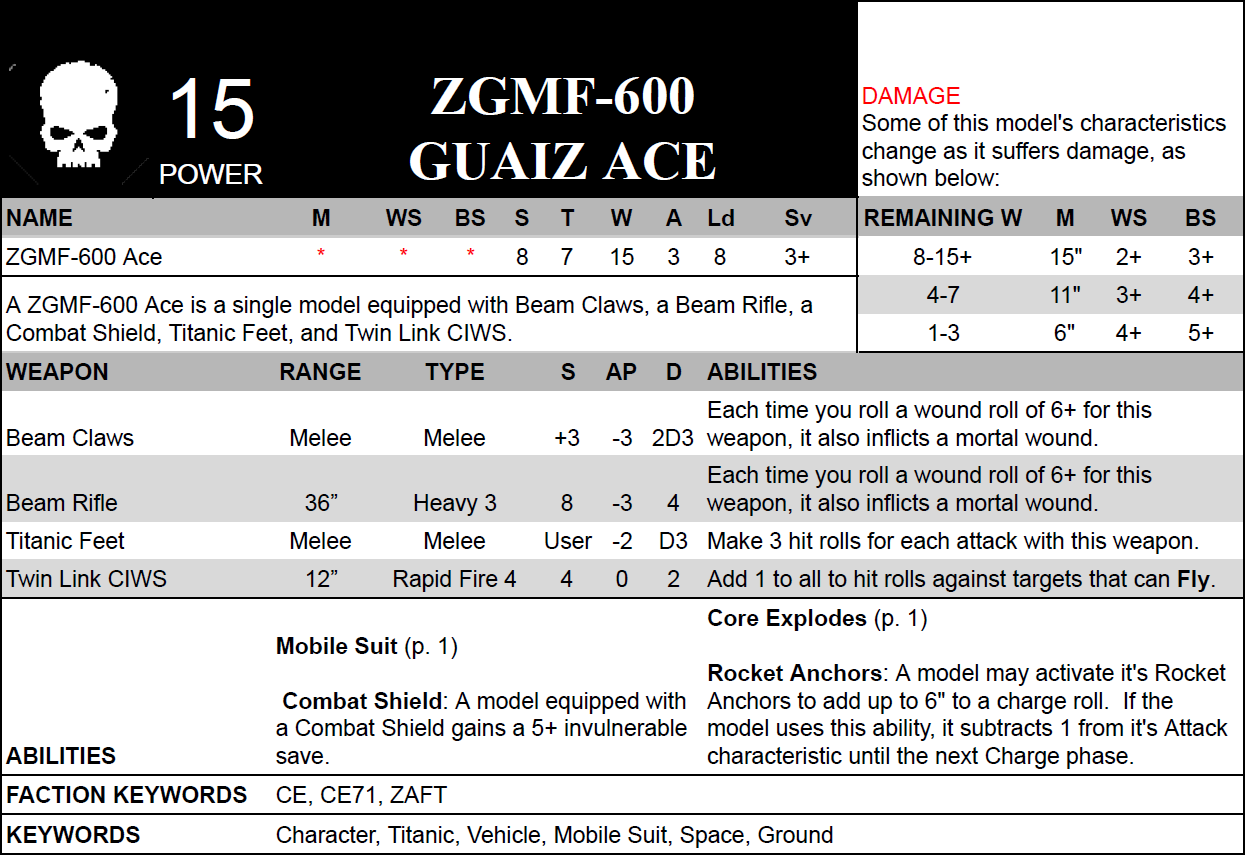 15
POWER
ZGMF-600
GUAIZ ACE
DAMAGE
Some of this model's characteristics
change as it suffers damage, as
shown below:
NAME M WS BS S T W A Ld Sv
ZGMF-600 Ace * * * 8 7 15 3 8 3+
REMAINING W M WS BS
8-15+ 15" 2+ 3+
4-7 11" 3+ 4+
1-3 6" 4+ 5+
A ZGMF-600 Ace is a single model equipped with Beam Claws, a Beam Rifle, a
Combat Shield, Titanic Feet, and Twin Link CIWS.
WEAPON RANGE TYPE S AP D ABILITIES
Each time you roll a wound roll of 6+ for this
Beam Claws Melee Melee +3 -3 2D3 weapon, it also inflicts a mortal wound.
Each time you roll a wound roll of 6+ for this
Beam Rifle 36” Heavy 3 8 -3 4 weapon, it also inflicts a mortal wound.
Titanic Feet Melee Melee User -2 D3 Make 3 hit rolls for each attack with this weapon.
Twin Link CIWS 12” Rapid Fire 4 4 0 2 Add 1 to all to hit rolls against targets that can Fly.
ABILITIES
Mobile Suit (p. 1)
Combat Shield: A model equipped with
a Combat Shield gains a 5+ invulnerable
save.
Core Explodes (p. 1)
Rocket Anchors: A model may activate it's Rocket
Anchors to add up to 6" to a charge roll. If the
model uses this ability, it subtracts 1 from it's Attack
characteristic until the next Charge phase.
FACTION KEYWORDS CE, CE71, ZAFT
KEYWORDS Character, Titanic, Vehicle, Mobile Suit, Space, Ground